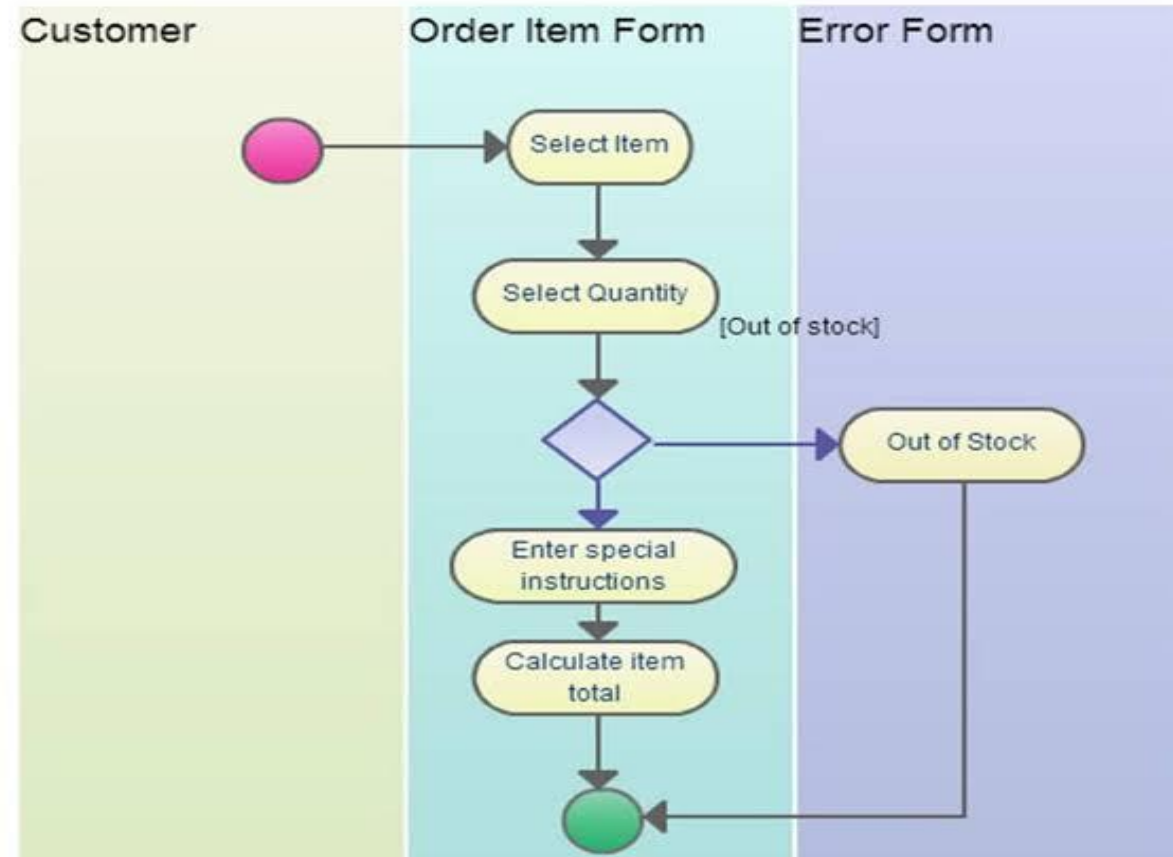 Customer
Order Item Form
Error Form
Select Item
Select Quantity
[Out of stock]
Out of Stock
Enter special
instructions
Calculate item
total